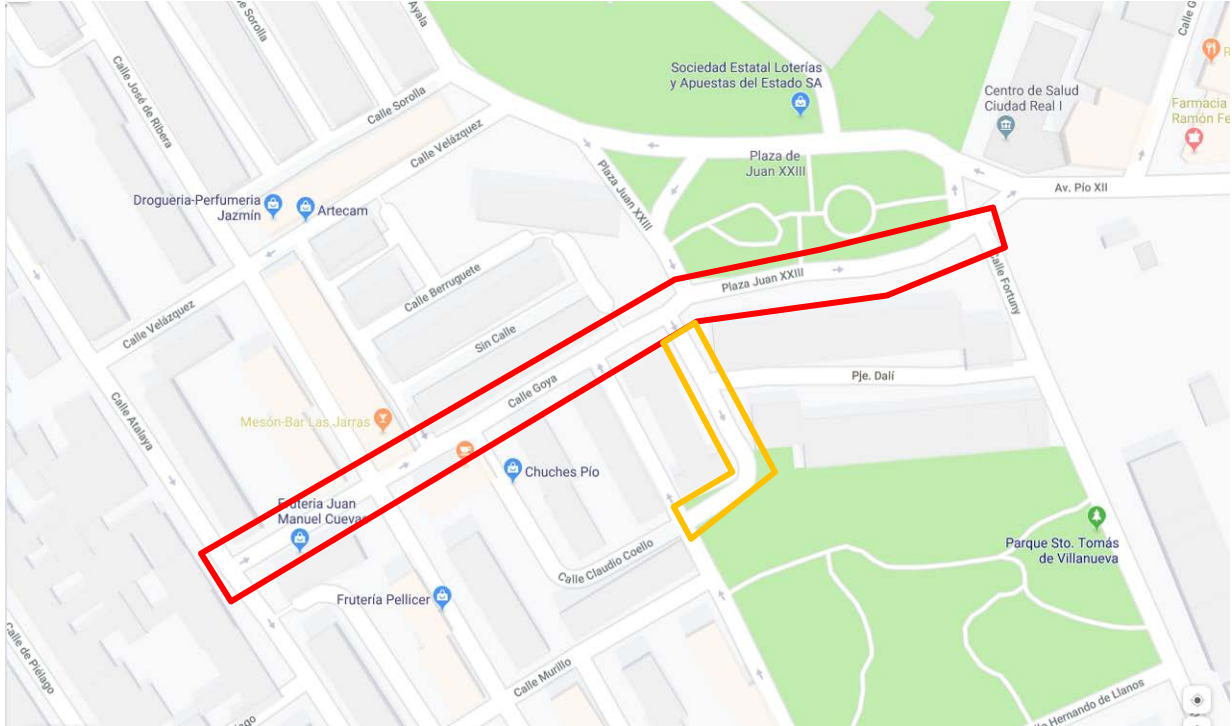 e Sorolla
Ayala
Calle G
Calle José de Ribera
Sociedad Estatal Loterías
y Apuestas del Estado SA
Calle Sorolla
Centro de Salud
Ciudad Real I
Farmacia
Ramón Fe
Calle Velázquez
Plaza de
Juan XXIII
Drogueria-Perfumeria
Jazmín
Artecam
Plaza Juan XXIII
Av. Pío XII
Calle Berruguete
Plaza Juan XXIII
Calle Fortuny
Calle Velázquez
Sin Calle
Calle Goya
Pje. Dalí
Calle Atalaya
Mesón-Bar Las Jarras
Chuches Pío
Fruteria Juan
Manuel Cuevas
Calle Claudio Coello
Parque Sto. Tomás
de Villanueva
Frutería Pellicer
Calle de Piélago
Calle Murillo
Hernando de Llanos